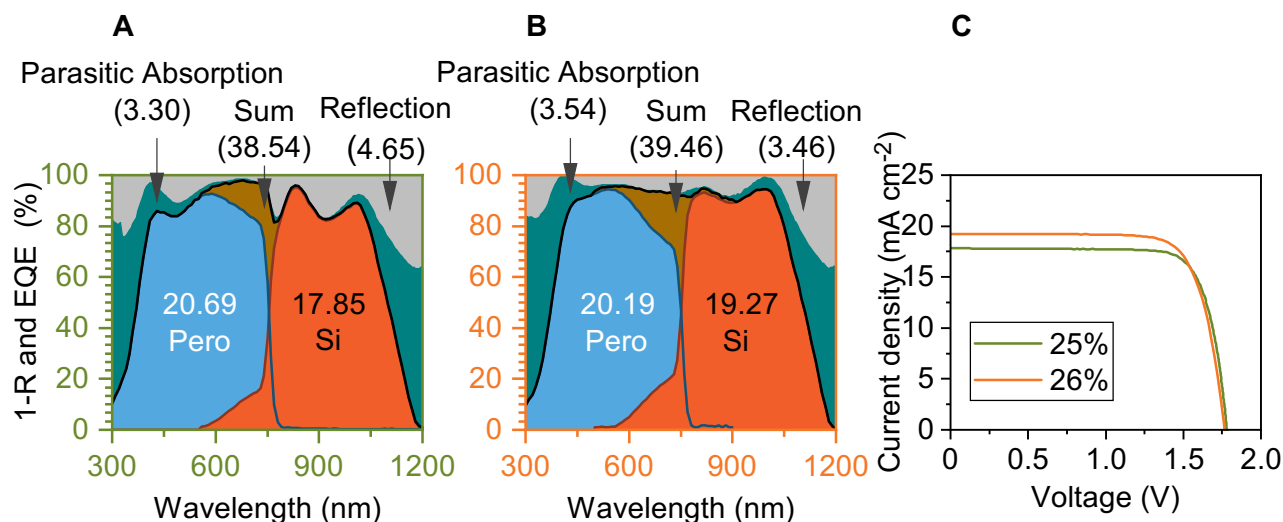 A
Parasitic Absorption
(3.30)
Sum
(38.54)
Reflection
(4.65)
1-R and EQE (%)
100
80
60
40
20
0
20.69
Pero
17.85
Si
300
600
900
1200
Wavelength (nm)
B
Parasitic Absorption
(3.54)
Sum
(39.46)
Reflection
(3.46)
100
80
60
40
20
0
20.19
Pero
19.27
Si
300
600
900
1200
Wavelength (nm)
C
Current density (mA cm-2)
25
20
15
10
5
0
25%
26%
0
0.5
1.0
1.5
2.0
Voltage (V)